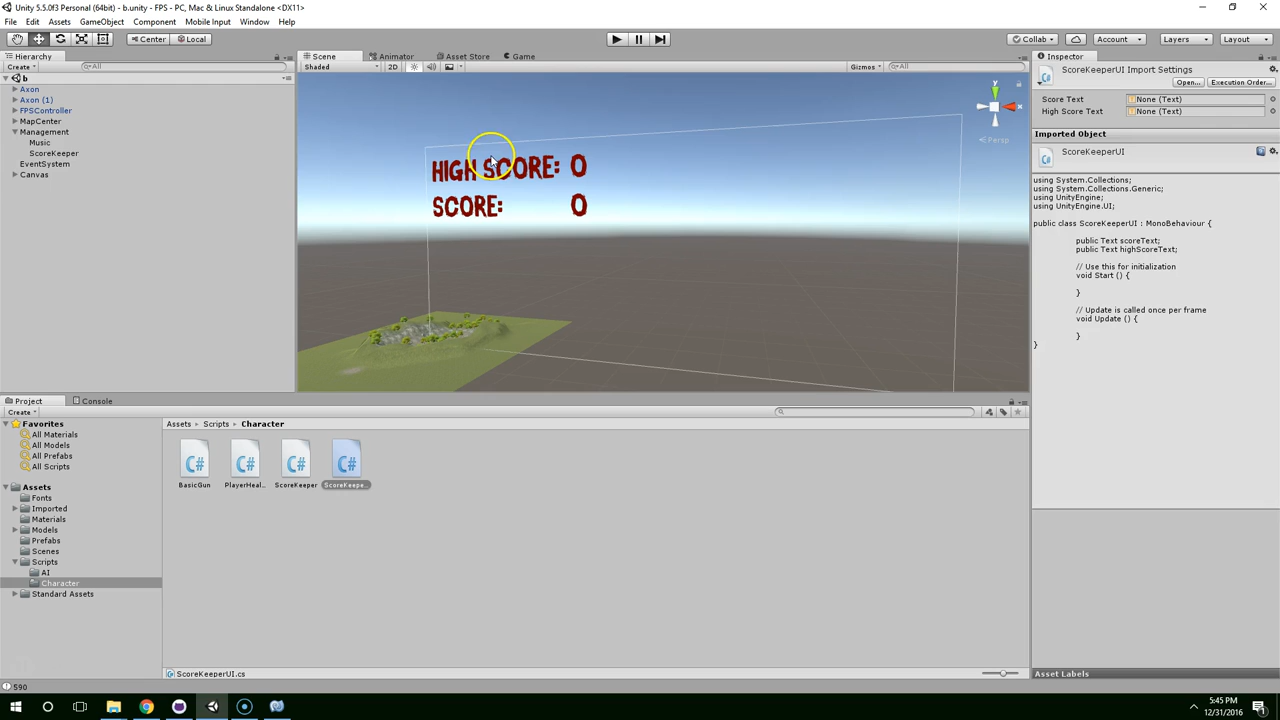 Unity 5.5.0f3 Personal (64bit) - b.unity - FPS - PC, Mac & Linux Standalone <DX11>
File Edit Assets GameObject Component Mobile Input Window Help
Center Local Collab Account Layers Layout
Hierarchy Scene Animator Asset Store Game Inspector
Create All Shaded 2D Gizmos All
b
Axon
Axon (1)
FPSController
MapCenter
Management
Music
ScoreKeeper
EventSystem
Canvas
y
x
Persp
HIGH SCORE: 0
SCORE: 0
ScoreKeeperUI Import Settings
Open... Execution Order...
Score Text None (Text)
High Score Text None (Text)
Imported Object
ScoreKeeperUI
using System.Collections;
using System.Collections.Generic;
using UnityEngine;
using UnityEngine.UI;
public class ScoreKeeperUI : MonoBehaviour {
public Text scoreText;
public Text highScoreText;
// Use this for initialization
void Start () {
}
// Update is called once per frame
void Update () {
}
}
Asset Labels
Project Console
Create
Favorites
All Materials
All Models
All Prefabs
All Scripts
Assets
Fonts
Imported
Materials
Models
Prefabs
Scenes
Scripts
AI
Character
Standard Assets
Assets Scripts Character
C# C# C# C#
BasicGun PlayerHeal... ScoreKeeper ScoreKeepe...
ScoreKeeperUI.cs
590
5:45 PM
12/31/2016